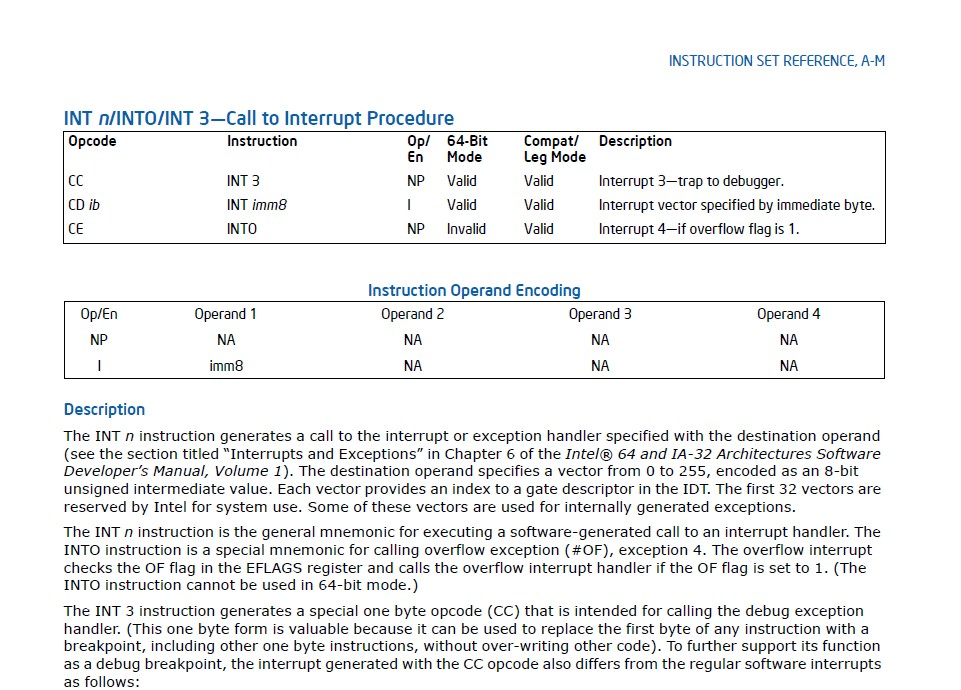 INSTRUCTION SET REFERENCE, A-M
INT n/INTO/INT 3—Call to Interrupt Procedure
Opcode Instruction Op/ 64-Bit Compat/ Description
En Mode Leg Mode
CC INT 3 NP Valid Valid Interrupt 3—trap to debugger.
CD ib INT imm8 I Valid Valid Interrupt vector specified by immediate byte.
CE INTO NP Invalid Valid Interrupt 4—if overflow flag is 1.
Instruction Operand Encoding
Op/En Operand 1 Operand 2 Operand 3 Operand 4
NP NA NA NA NA
I imm8 NA NA NA
Description
The INT n instruction generates a call to the interrupt or exception handler specified with the destination operand
(see the section titled “Interrupts and Exceptions” in Chapter 6 of the Intel® 64 and IA-32 Architectures Software
Developer’s Manual, Volume 1). The destination operand specifies a vector from 0 to 255, encoded as an 8-bit
unsigned intermediate value. Each vector provides an index to a gate descriptor in the IDT. The first 32 vectors are
reserved by Intel for system use. Some of these vectors are used for internally generated exceptions.
The INT n instruction is the general mnemonic for executing a software-generated call to an interrupt handler. The
INTO instruction is a special mnemonic for calling overflow exception (#OF), exception 4. The overflow interrupt
checks the OF flag in the EFLAGS register and calls the overflow interrupt handler if the OF flag is set to 1. (The
INTO instruction cannot be used in 64-bit mode.)
The INT 3 instruction generates a special one byte opcode (CC) that is intended for calling the debug exception
handler. (This one byte form is valuable because it can be used to replace the first byte of any instruction with a
breakpoint, including other one byte instructions, without over-writing other code). To further support its function
as a debug breakpoint, the interrupt generated with the CC opcode also differs from the regular software interrupts
as follows: